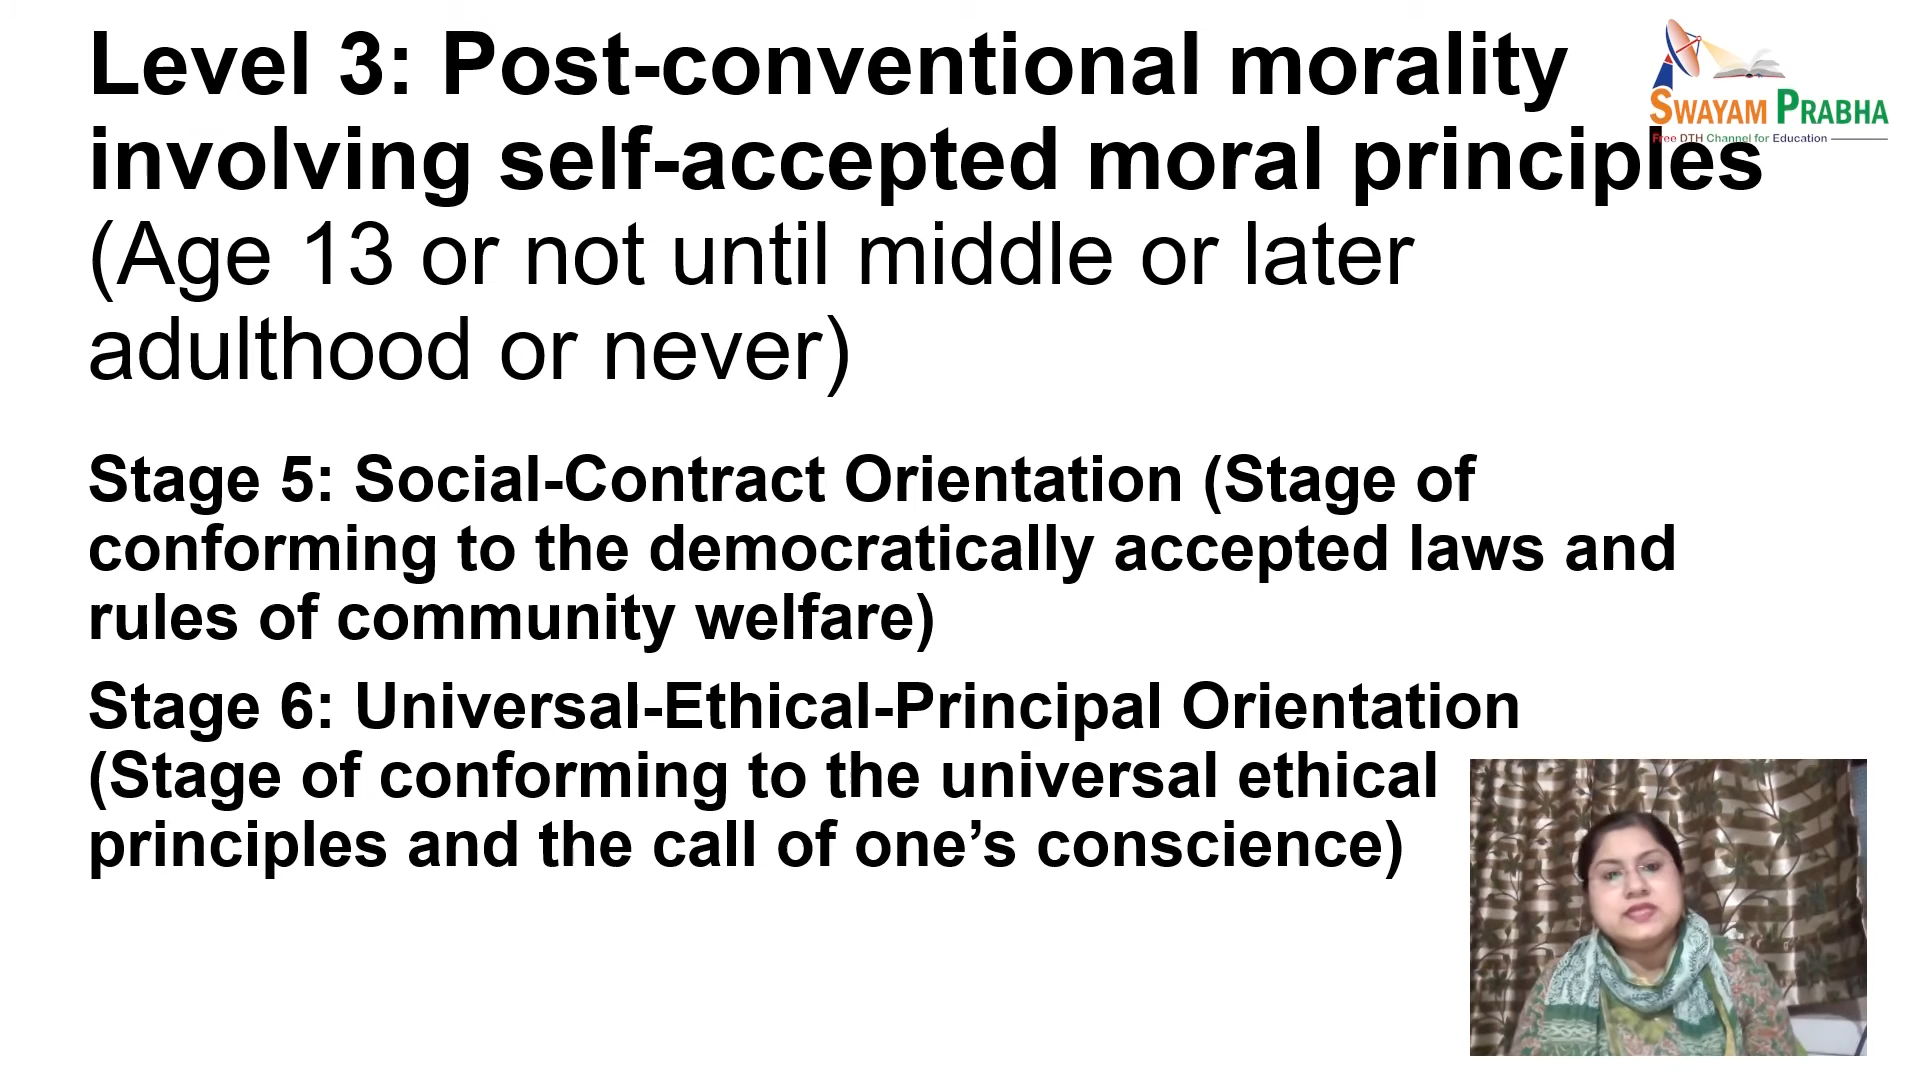 Level 3: Post-conventional morality
involving self-accepted moral principles
(Age 13 or not until middle or later
adulthood or never)
Stage 5: Social-Contract Orientation (Stage of
conforming to the democratically accepted laws and
rules of community welfare)
Stage 6: Universal-Ethical-Principal Orientation
(Stage of conforming to the universal ethical
principles and the call of one’s conscience)
SWAYAM PRABHA
Free DTH Channel for Education